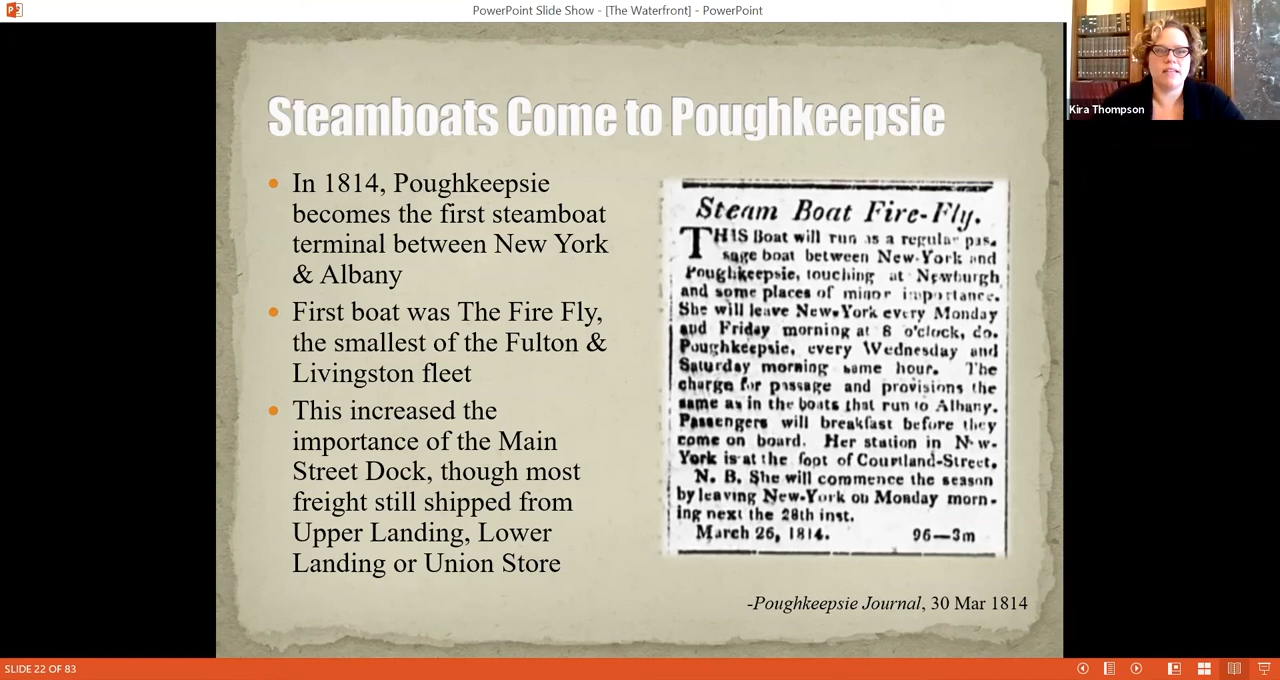 PowerPoint Slide Show - [The Waterfront] - PowerPoint
Kira Thompson
Steamboats Come to Poughkeepsie
• In 1814, Poughkeepsie
becomes the first steamboat
terminal between New York
& Albany
• First boat was The Fire Fly,
the smallest of the Fulton &
Livingston fleet
• This increased the
importance of the Main
Street Dock, though most
freight still shipped from
Upper Landing, Lower
Landing or Union Store
Steam Boat Fire-Fly.
THIS Boat will run as a regular pas-
sage boat between New-York and
Poughkeepsie, touching at Newburgh
and some places of minor importance.
She will leave New-York every Monday
and Friday morning at 8 o'clock, do.
Poughkeepsie, every Wednesday and
Saturday morning same hour. The
charge for passage and provisions the
same as in the boats that run to Albany.
Passengers will breakfast before they
come on board. Her station in New-
York is at the foot of Courtland-Street,
N. B. She will commence the season
by leaving New-York on Monday morn-
ing next the 28th inst.
March 26, 1814. 96—3m
-Poughkeepsie Journal, 30 Mar 1814
SLIDE 22 OF 83